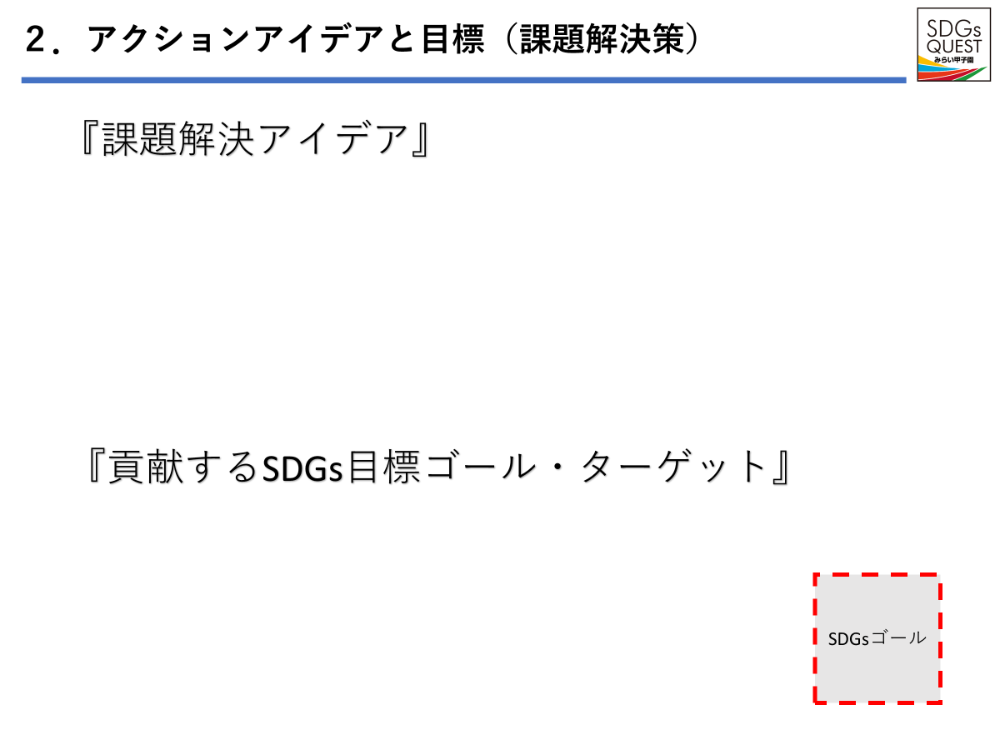 ２．アクションアイデアと目標（課題解決策）
SDGs
QUEST
みらい甲子園
『課題解決アイデア』
『貢献するSDGs目標ゴール・ターゲット』
SDGsゴール